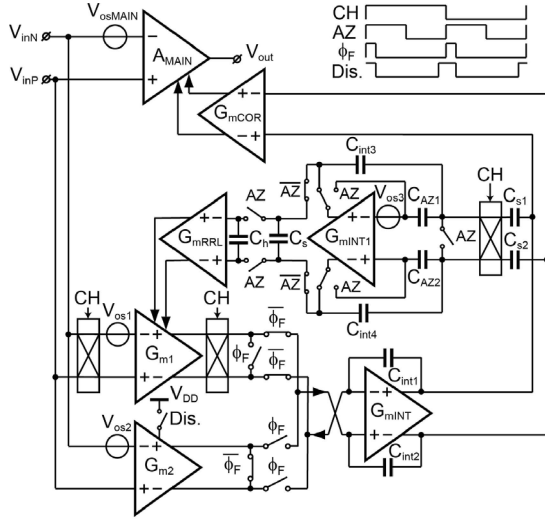 CH
AZ
ϕF
Dis.
VinN
VosMAIN
VinP
AMAIN
Vout
GmCOR
Cint3
AZ
AZ
AZ
Vos3
CAZ1
CH
Cs1
GmRRL
Ch
Cs
GmINT1
AZ
Cs2
AZ
AZ
AZ
CAZ2
Cint4
CH
Vos1
Gm1
CH
ϕF
ϕF
ϕF
VDD
Dis.
Vos2
Gm2
ϕF
ϕF
ϕF
Cint1
GmINT
Cint2